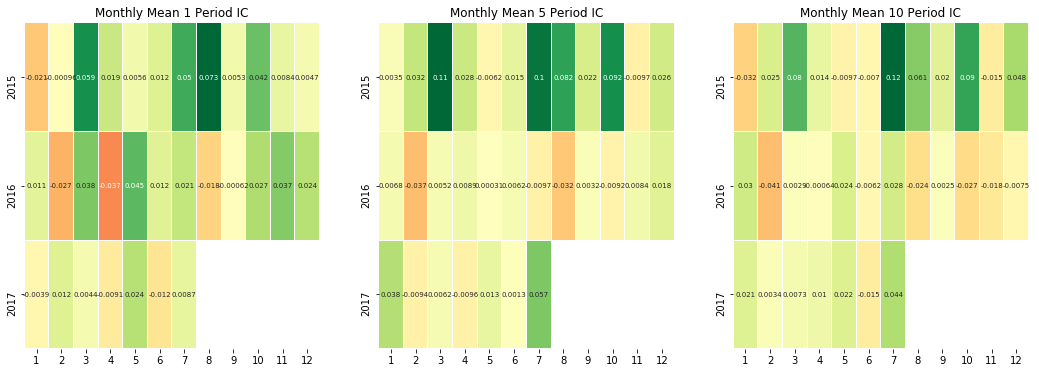 Monthly Mean 1 Period IC
2015
-0.021 0.059 0.019 0.0056 0.012 0.05 0.073 0.0053 0.042 0.0084 0.0047
2016
0.011 -0.027 0.038 -0.037 0.045 0.012 0.021 -0.00062 0.027 0.037 0.024
2017
-0.0039 0.012 0.0044 -0.0091 0.024 -0.012 0.0087
1 2 3 4 5 6 7 8 9 10 11 12
Monthly Mean 5 Period IC
2015
0.0035 0.032 0.11 0.028 -0.0062 0.015 0.1 0.082 0.022 0.092 -0.0097 0.026
2016
0.0068 -0.037 0.0052 0.0089 0.00031 0.0062 -0.0097 -0.032 0.0032 -0.0092 0.0084 0.018
2017
0.038 -0.0094 0.0062 -0.0096 0.013 0.0013 0.057
1 2 3 4 5 6 7 8 9 10 11 12
Monthly Mean 10 Period IC
2015
-0.032 0.025 0.08 0.014 -0.0097 -0.007 0.12 0.061 0.02 0.09 -0.015 0.048
2016
0.03 -0.041 0.0029 -0.00064 0.024 -0.0062 0.028 -0.024 0.0025 -0.027 -0.018 -0.0075
2017
0.021 0.0034 0.0073 0.01 0.022 -0.015 0.044
1 2 3 4 5 6 7 8 9 10 11 12